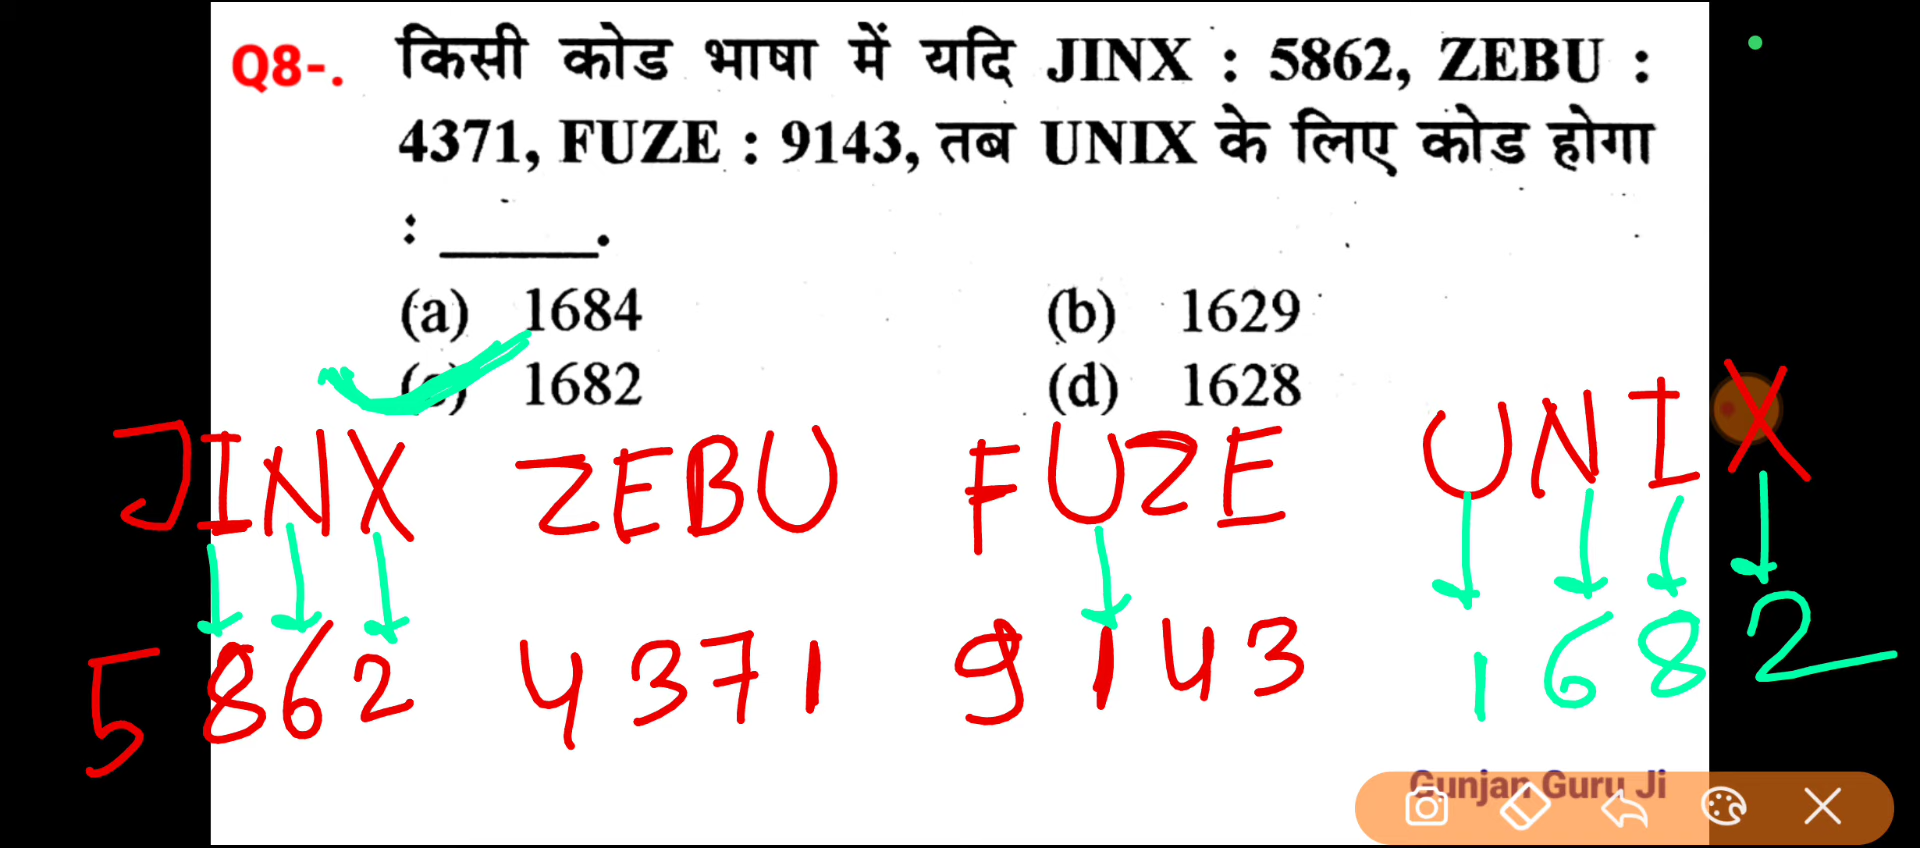 Q8-. किसी कोड भाषा में यदि JINX : 5862, ZEBU :
4371, FUZE : 9143, तब UNIX के लिए कोड होगा
: ______.
(a) 1684 (b) 1629
(c) 1682 (d) 1628
JINX ZEBU FUZE UNIX
5862 4371 9143 1682
Gunjan Guru Ji